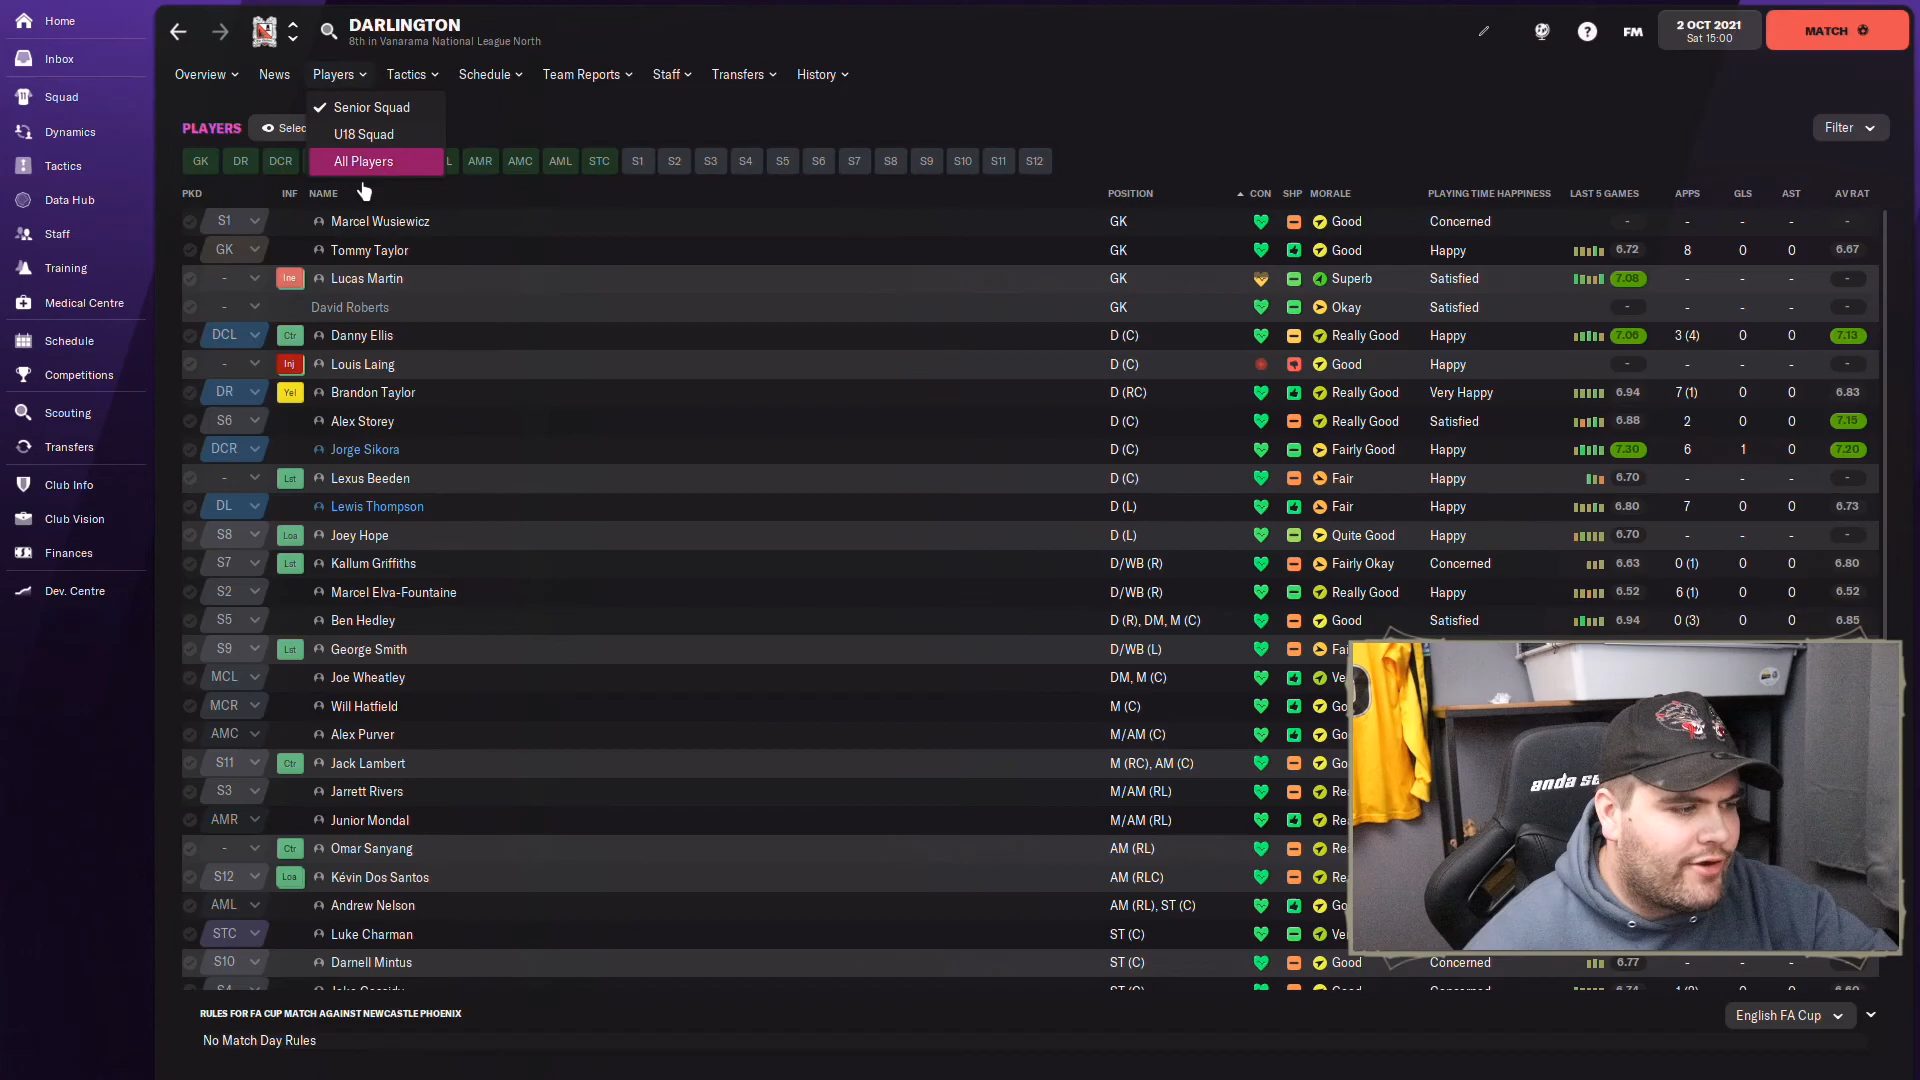 Home
Inbox
Squad
Dynamics
Tactics
Data Hub
Staff
Training
Medical Centre
Schedule
Competitions
Scouting
Transfers
Club Info
Club Vision
Finances
Dev. Centre
DARLINGTON
8th in Vanarama National League North
FM
2 OCT 2021
Sat 15:00
MATCH
Overview News Players Tactics Schedule Team Reports Staff Transfers History
Senior Squad
U18 Squad
All Players
PLAYERS Selec
Filter
GK DR DCR L AMR AMC AML STC S1 S2 S3 S4 S5 S6 S7 S8 S9 S10 S11 S12
PKD INF NAME POSITION CON SHP MORALE PLAYING TIME HAPPINESS LAST 5 GAMES APPS GLS AST AV RAT
S1 Marcel Wusiewicz GK Good Concerned - - - - -
GK Tommy Taylor GK Good Happy 6.72 8 0 0 6.67
- Ine Lucas Martin GK Superb Satisfied 7.08 - - - -
- David Roberts GK Okay Satisfied - - - - -
DCL Ctr Danny Ellis D (C) Really Good Happy 7.06 3 (4) 0 0 7.13
- Inj Louis Laing D (C) Good Happy - - - - -
DR Yel Brandon Taylor D (RC) Really Good Very Happy 6.94 7 (1) 0 0 6.83
S6 Alex Storey D (C) Really Good Satisfied 6.88 2 0 0 7.15
DCR Jorge Sikora D (C) Fairly Good Happy 7.30 6 1 0 7.20
- Lst Lexus Beeden D (C) Fair Happy 6.70 - - - -
DL Lewis Thompson D (L) Fair Happy 6.80 7 0 0 6.73
S8 Loa Joey Hope D (L) Quite Good Happy 6.70 - - - -
S7 Lst Kallum Griffiths D/WB (R) Fairly Okay Concerned 6.63 0 (1) 0 0 6.80
S2 Marcel Elva-Fountaine D/WB (R) Really Good Happy 6.52 6 (1) 0 0 6.52
S5 Ben Hedley D (R), DM, M (C) Good Satisfied 6.94 0 (3) 0 0 6.85
S9 Lst George Smith D/WB (L) Fai
MCL Joe Wheatley DM, M (C) Ve
MCR Will Hatfield M (C) Go
AMC Alex Purver M/AM (C) Go
S11 Ctr Jack Lambert M (RC), AM (C) Go
S3 Jarrett Rivers M/AM (RL) Rea
AMR Junior Mondal M/AM (RL) Rea
- Ctr Omar Sanyang AM (RL) Rea
S12 Loa Kévin Dos Santos AM (RLC) Rea
AML Andrew Nelson AM (RL), ST (C) Go
STC Luke Charman ST (C) Ve
S10 Darnell Mintus ST (C) Good Concerned 6.77 - - -
anda se
RULES FOR FA CUP MATCH AGAINST NEWCASTLE PHOENIX
English FA Cup
No Match Day Rules